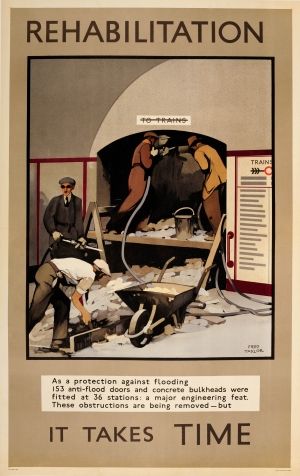 REHABILITATION
TO TRAINS
TRAINS
FRED
TAYLOR
As a protection against flooding
153 anti-flood doors and concrete bulkheads were
fitted at 36 stations: a major engineering feat.
These obstructions are being removed—but
IT TAKES TIME